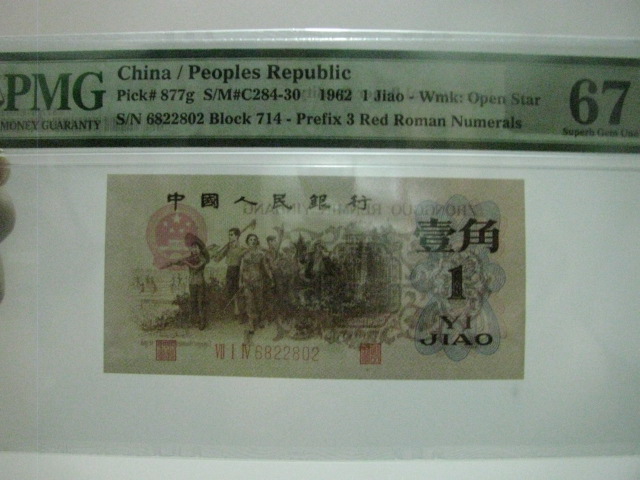 PMG
MONEY GUARANTY
China / Peoples Republic
Pick# 877g S/M#C284-30 1962 1 Jiao - Wmk: Open Star
S/N 6822802 Block 714 - Prefix 3 Red Roman Numerals
67
Superb Gem Unc
中國人民銀行
壹角
1
YI
JIAO
VII I IV 6822802